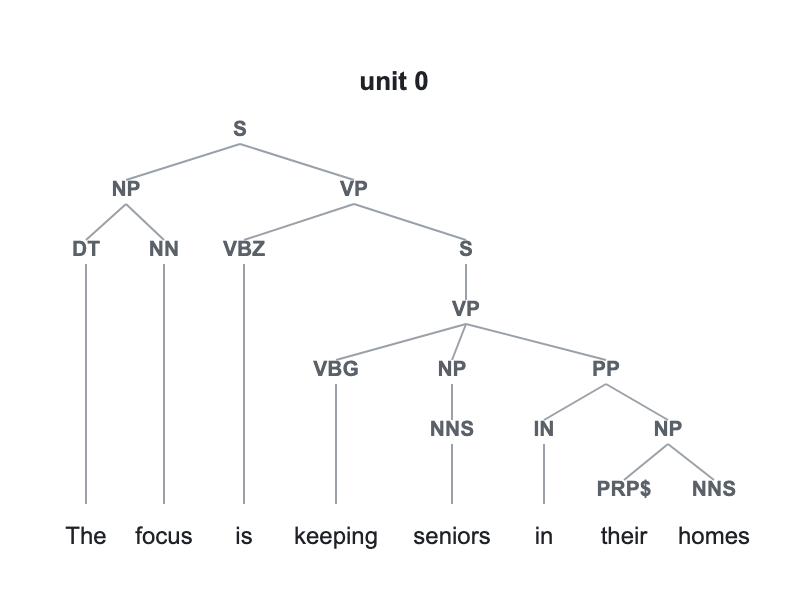 unit 0
S
NP VP
DT NN VBZ S
VP
VBG NP PP
NNS IN NP
PRP$ NNS
The focus is keeping seniors in their homes